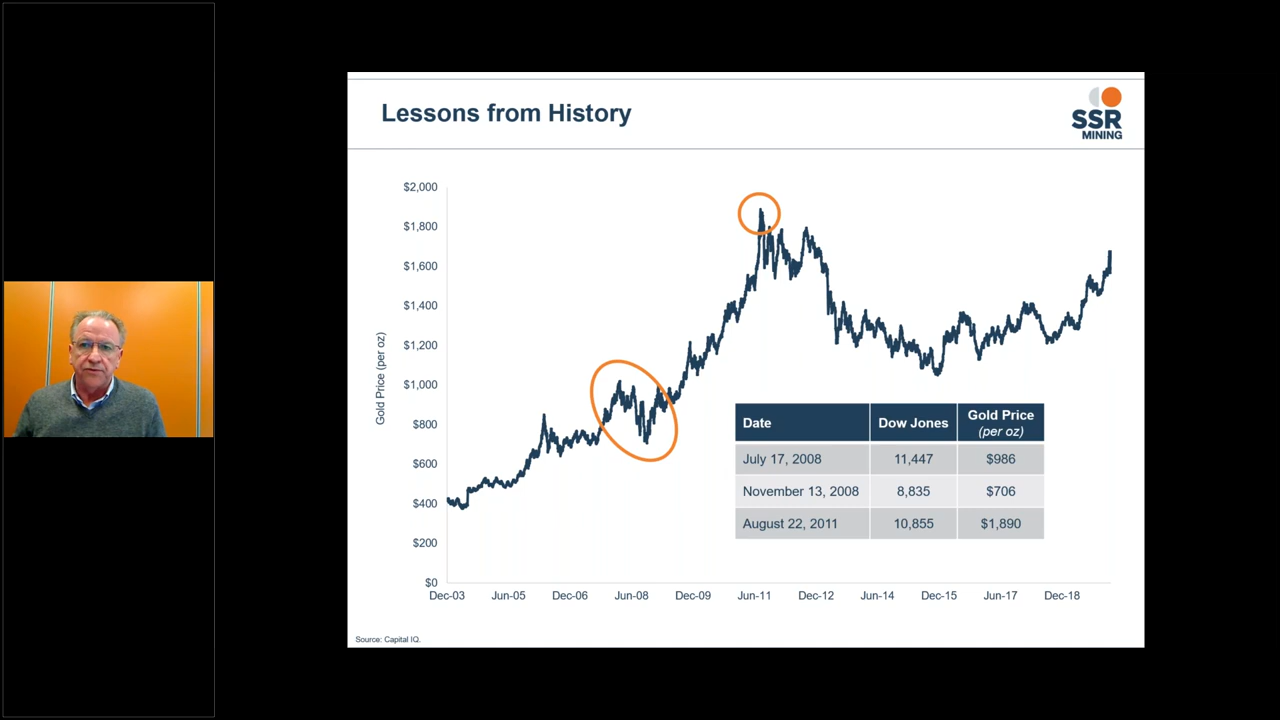 Lessons from History
SSR
MINING
$2,000
$1,800
$1,600
$1,400
$1,200
$1,000
$800
$600
$400
$200
$0
Gold Price (per oz)
Dec-03 Jun-05 Dec-06 Jun-08 Dec-09 Jun-11 Dec-12 Jun-14 Dec-15 Jun-17 Dec-18
Date Dow Jones Gold Price (per oz)
July 17, 2008 11,447 $986
November 13, 2008 8,835 $706
August 22, 2011 10,855 $1,890
Source: Capital IQ.